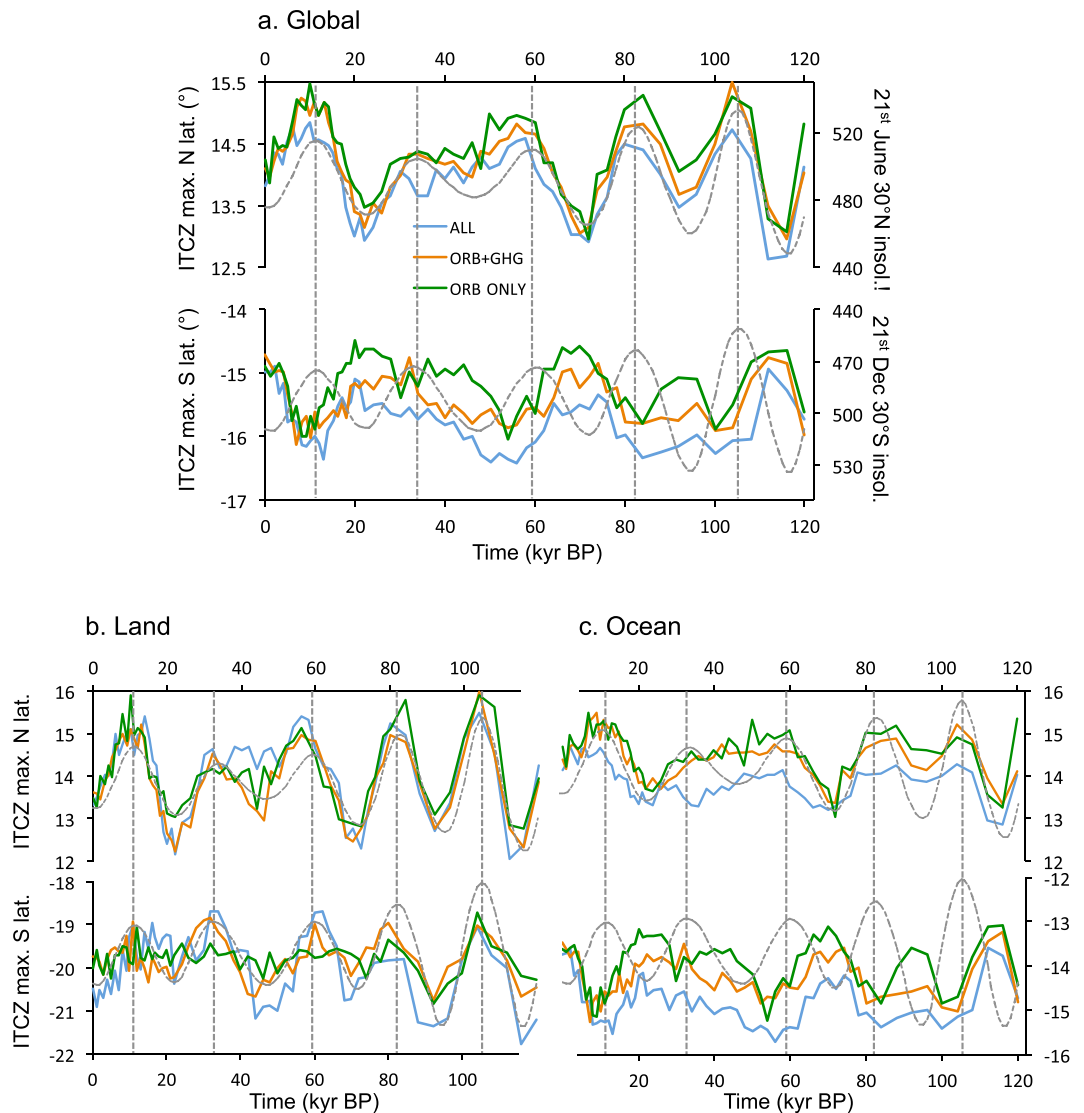 a. Global
0 20 40 60 80 100 120
ITCZ max. N lat. (°)
15.5
14.5
13.5
12.5
21st June 30°N insol.!
520
480
440
ALL
ORB+GHG
ORB ONLY
ITCZ max. S lat. (°)
-14
-15
-16
-17
21st Dec 30°S insol.
440
470
500
530
0 20 40 60 80 100 120
Time (kyr BP)
b. Land
0 20 40 60 80 100
ITCZ max. N lat.
16
15
14
13
12
ITCZ max. S lat.
-18
-19
-20
-21
-22
0 20 40 60 80 100
Time (kyr BP)
c. Ocean
20 40 60 80 100 120
16
15
14
13
12
-12
-13
-14
-15
-16
20 40 60 80 100 120
Time (kyr BP)